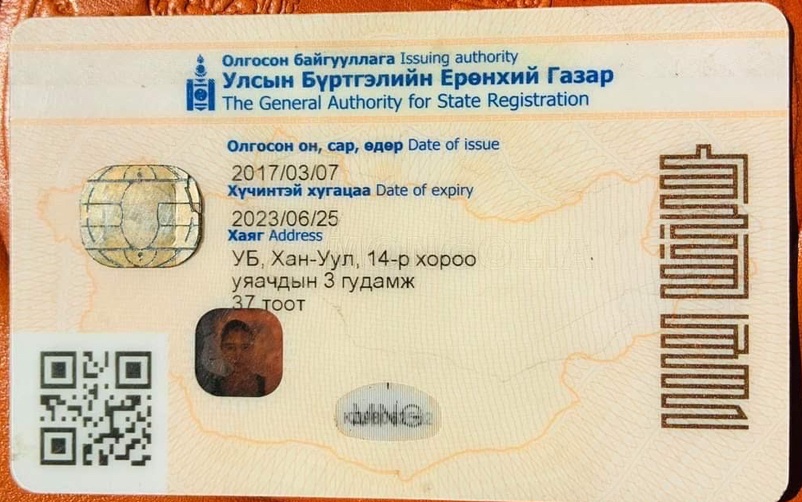 Олгосон байгууллага Issuing authority
Улсын Бүртгэлийн Ерөнхий Газар
The General Authority for State Registration
Олгосон он, сар, өдөр Date of issue
2017/03/07
Хүчинтэй хугацаа Date of expiry
2023/06/25
Хаяг Address
УБ, Хан-Уул, 14-р хороо
уяачдын 3 гудамж
37 тоот
MNG